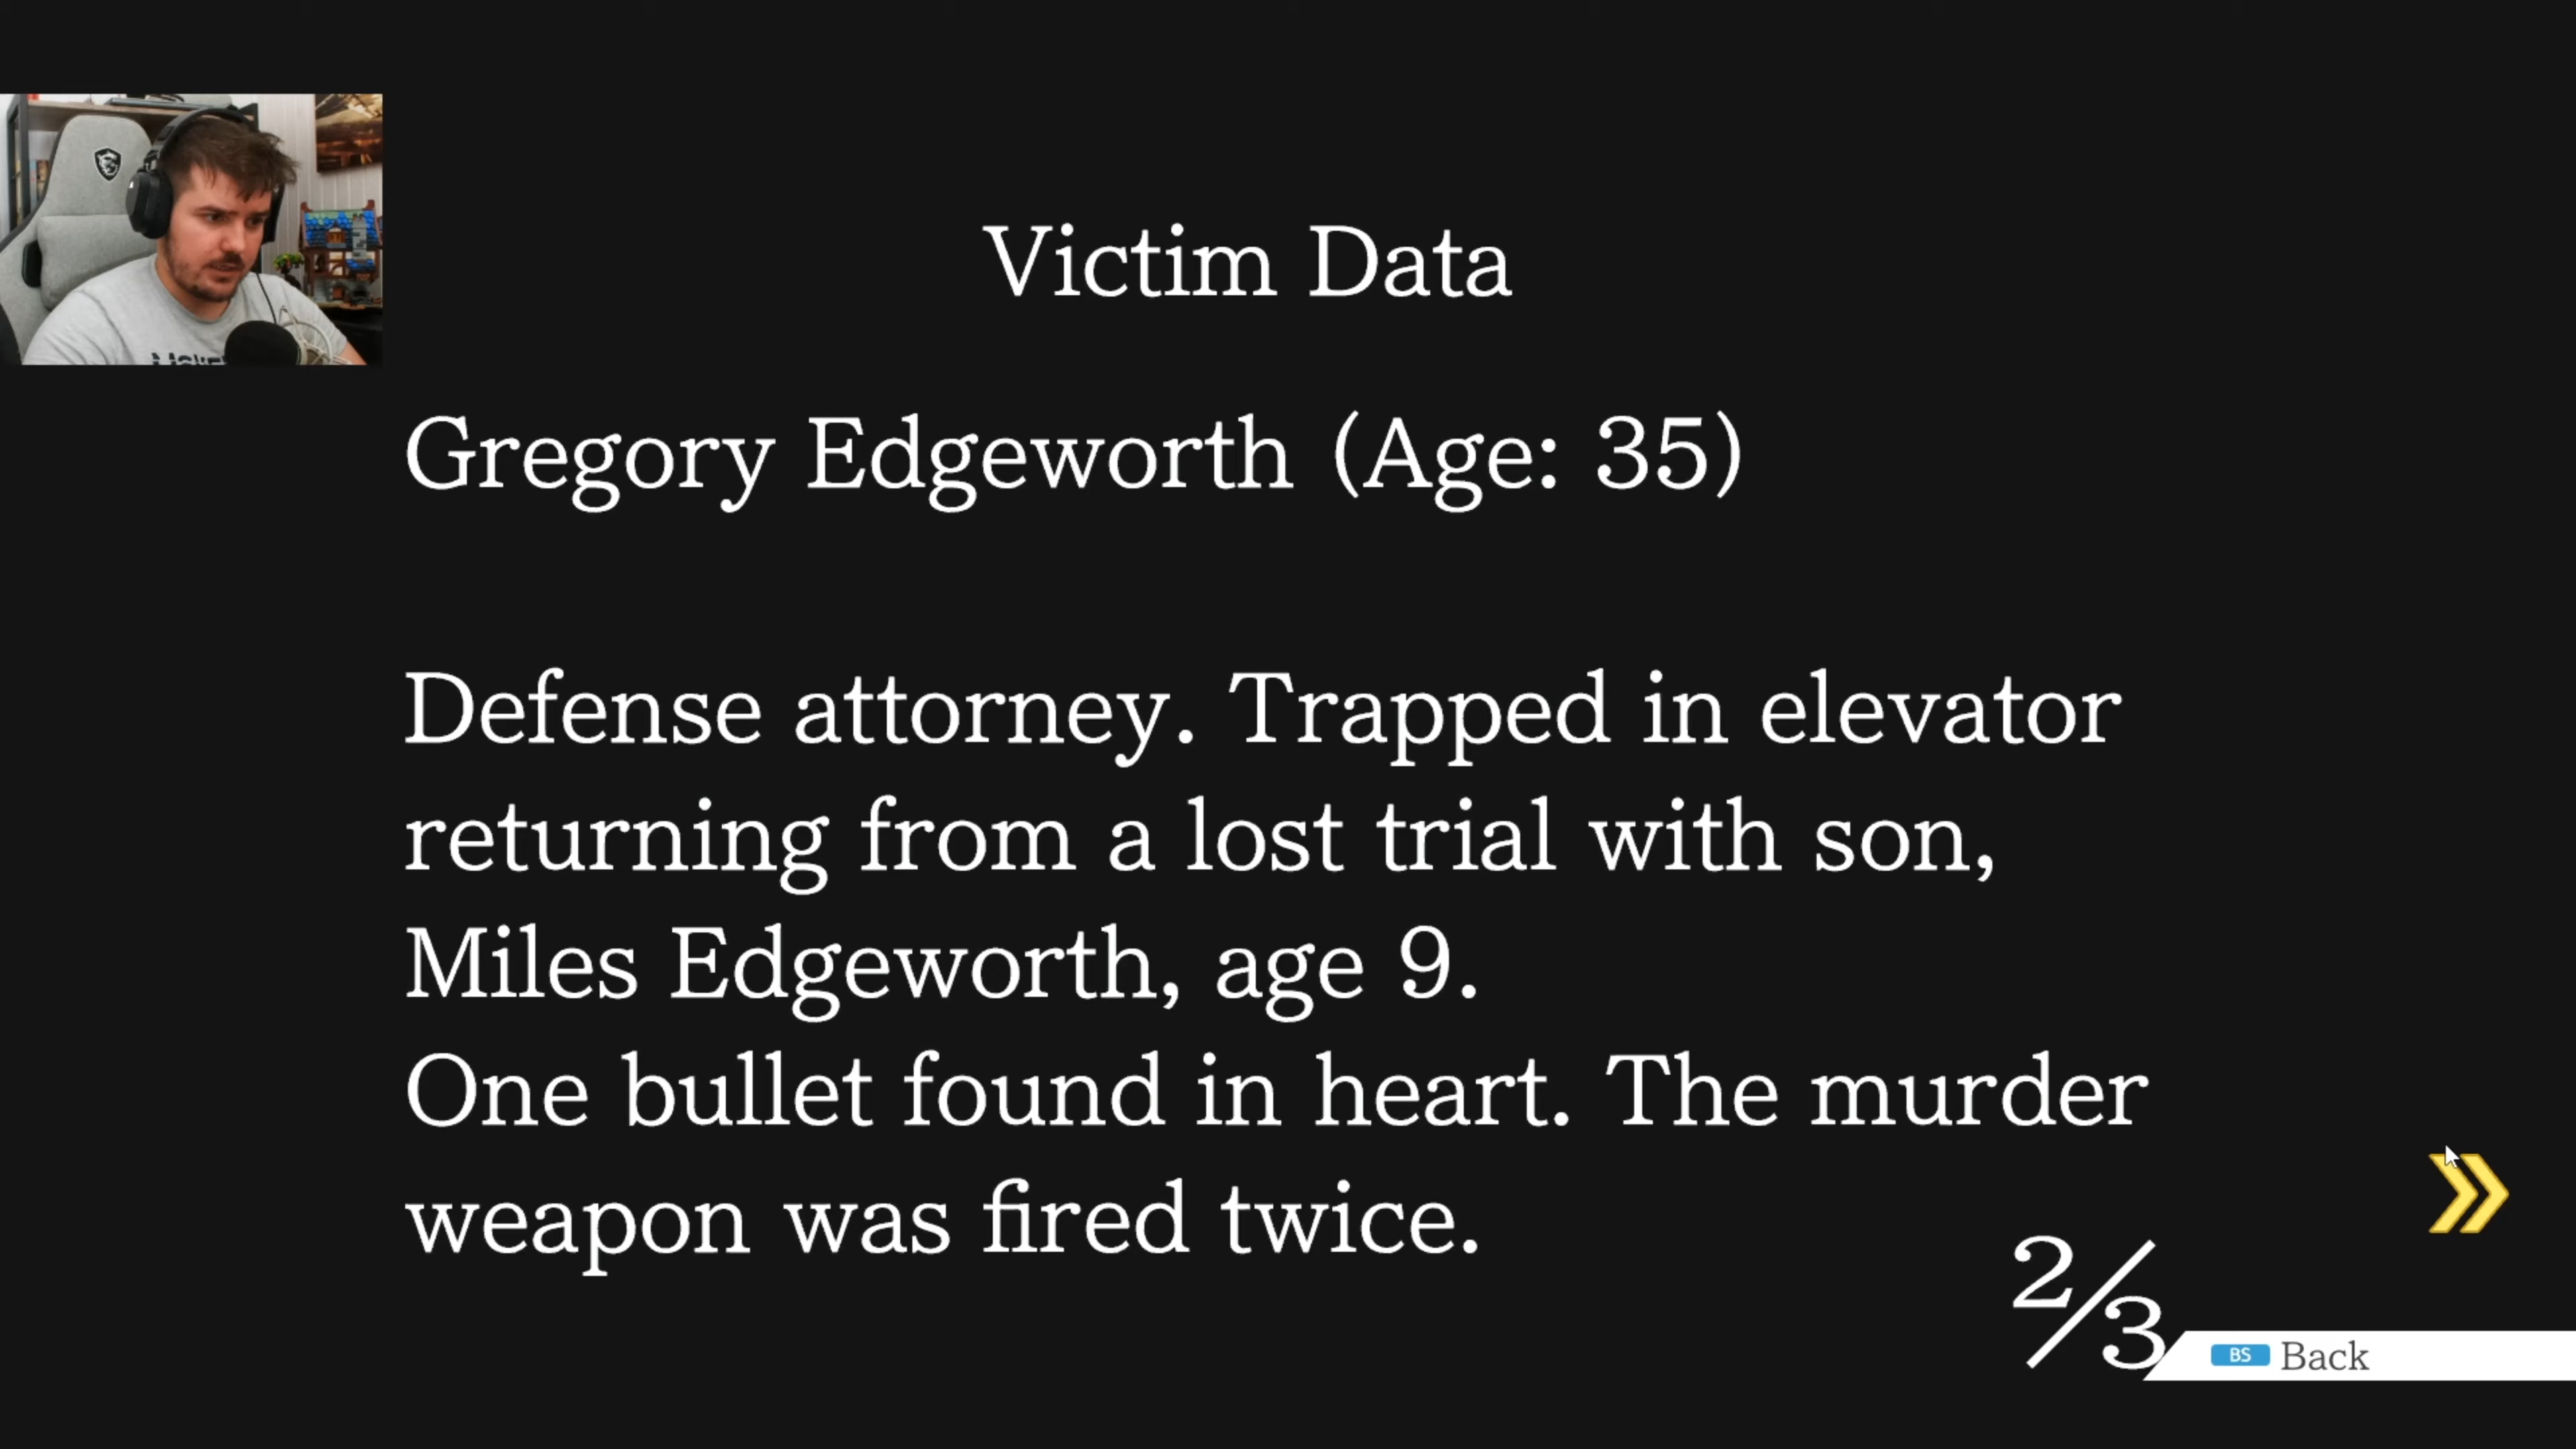 Victim Data
Gregory Edgeworth (Age: 35)
Defense attorney. Trapped in elevator
returning from a lost trial with son,
Miles Edgeworth, age 9.
One bullet found in heart. The murder
weapon was fired twice.
2/3
BS Back